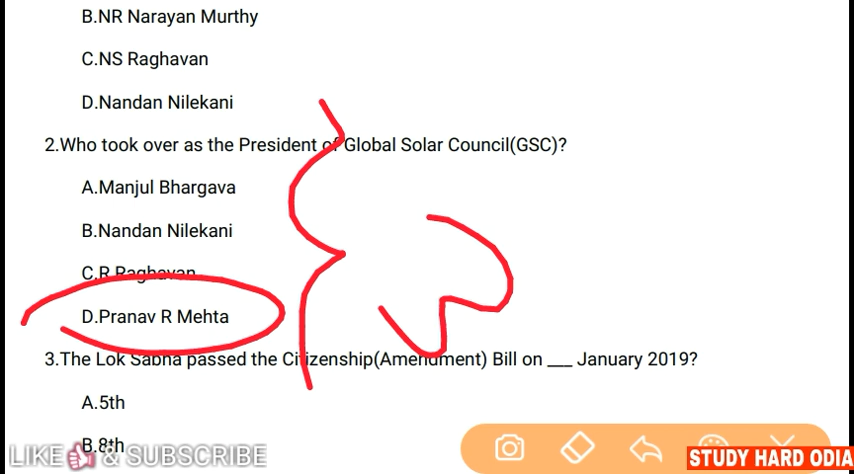 B.NR Narayan Murthy
C.NS Raghavan
D.Nandan Nilekani
2.Who took over as the President of Global Solar Council(GSC)?
A.Manjul Bhargava
B.Nandan Nilekani
C.R Raghavan
D.Pranav R Mehta
3.The Lok Sabha passed the Citizenship(Amendment) Bill on ___ January 2019?
A.5th
B.8th
LIKE & SUBSCRIBE
STUDY HARD ODIA